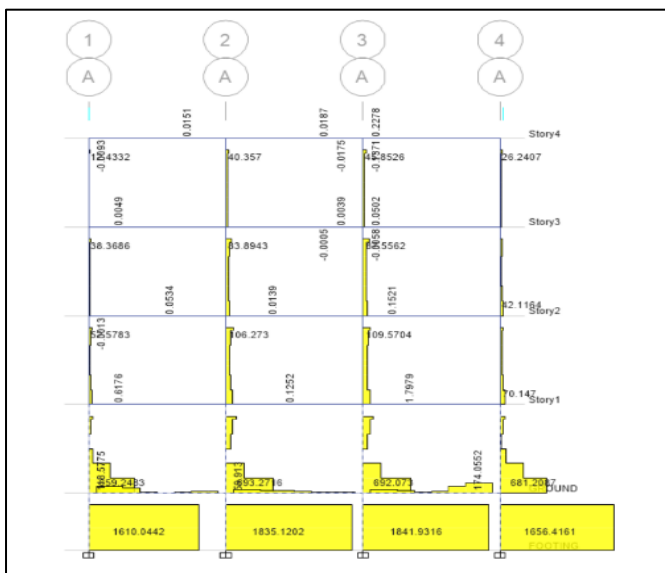 1 2 3 4
A A A A
0.0151 0.0187 0.2278
Story4
40.357 26.2407
-0.0175
0.0049 0.0039 0.0502
Story3
38.3686 83.8943
-0.0005 -0.0058
0.0534 0.0139 0.1521 42.1164
Story2
106.273 109.5704
0.6176 0.1252 1.7979 70.147
Story1
174.0552
692.073
1610.0442 1835.1202 1841.9316 1656.4161
FOOTING